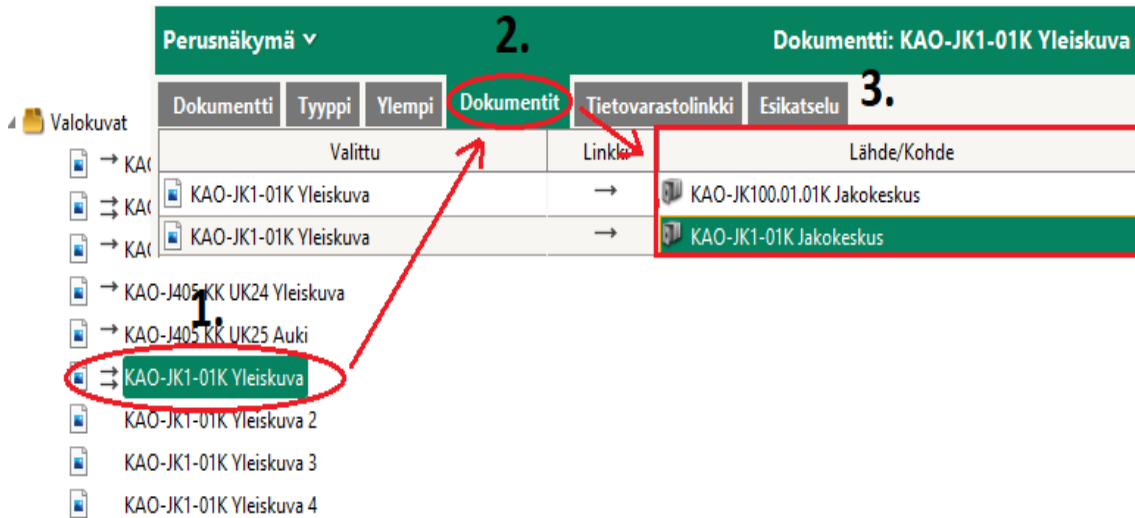 Perusnäkymä 2. Dokumentti: KAO-JK1-01K Yleiskuva
Dokumentti Tyyppi Ylempi Dokumentit Tietovarastolinkki Esikatselu 3.
Valokuvat
Valittu Linkki Lähde/Kohde
KAO-JK1-01K Yleiskuva → KAO-JK100.01.01K Jakokeskus
KAO-JK1-01K Yleiskuva → KAO-JK1-01K Jakokeskus
KAO-J405 KK UK24 Yleiskuva
1.
KAO-J405 KK UK25 Auki
KAO-JK1-01K Yleiskuva
KAO-JK1-01K Yleiskuva 2
KAO-JK1-01K Yleiskuva 3
KAO-JK1-01K Yleiskuva 4